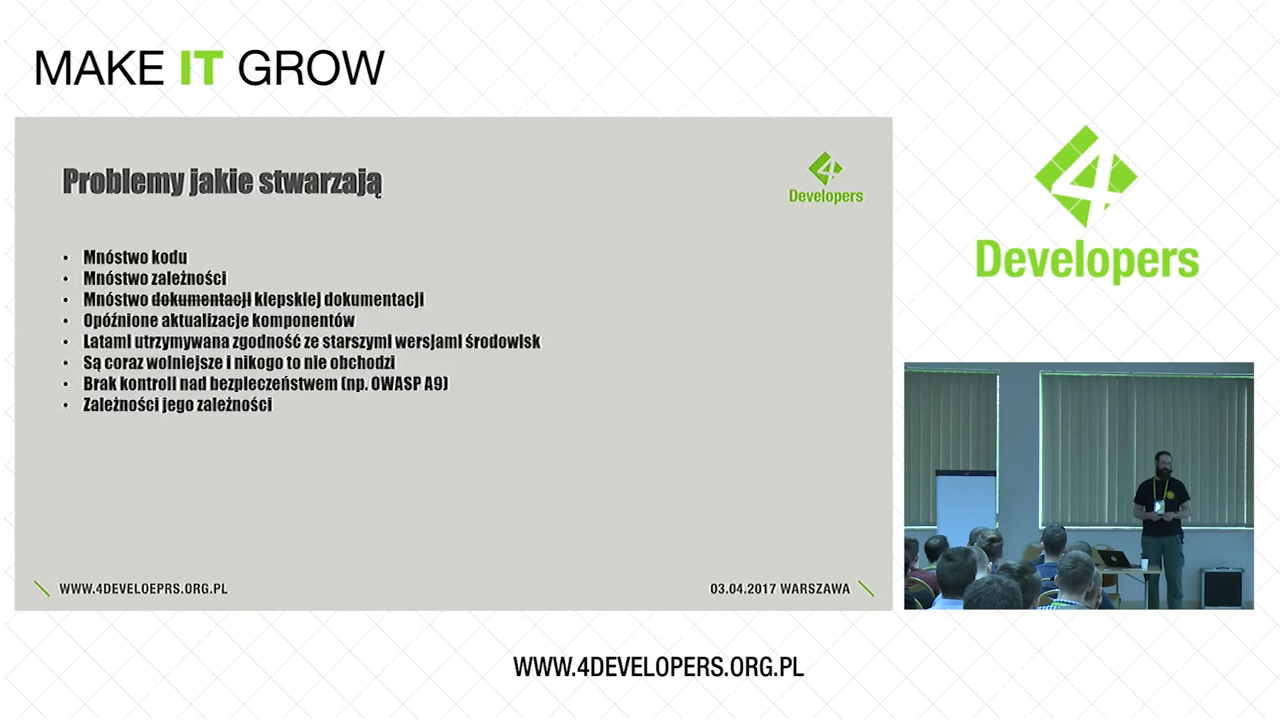 MAKE IT GROW
Problemy jakie stwarzają
4
Developers
Mnóstwo kodu
Mnóstwo zależności
Mnóstwo dokumentacji kiepskiej dokumentacji
Opóźnione aktualizacje komponentów
Latami utrzymywana zgodność ze starszymi wersjami środowisk
Są coraz wolniejsze i nikogo to nie obchodzi
Brak kontroli nad bezpleczeństwem (np. OWASP A9)
Zależności jego zależności
WWW.4DEVELOEPRS.ORG.PL
03.04.2017 WARSZAWA
4
Developers
WWW.4DEVELOPERS.ORG.PL